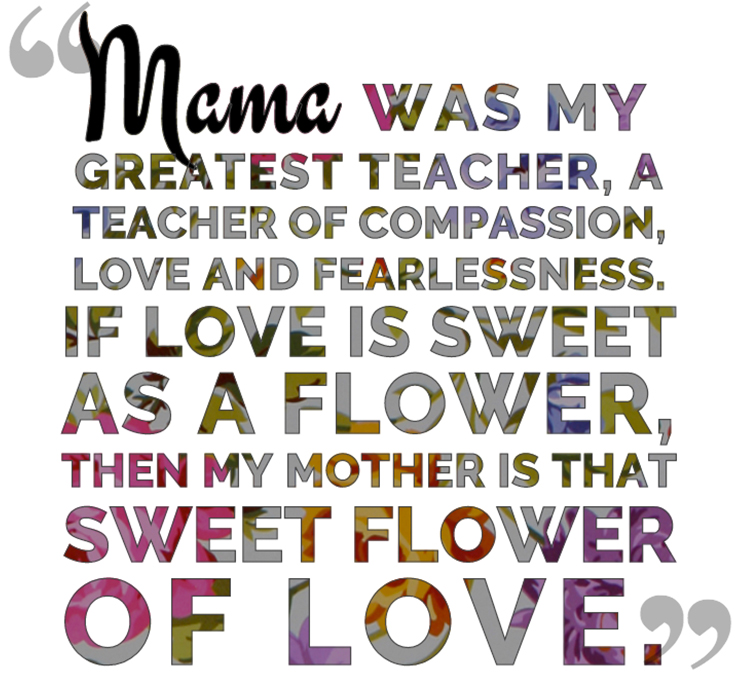 “Mama WAS MY
GREATEST TEACHER, A
TEACHER OF COMPASSION,
LOVE AND FEARLESSNESS.
IF LOVE IS SWEET
AS A FLOWER,
THEN MY MOTHER IS THAT
SWEET FLOWER
OF LOVE.”